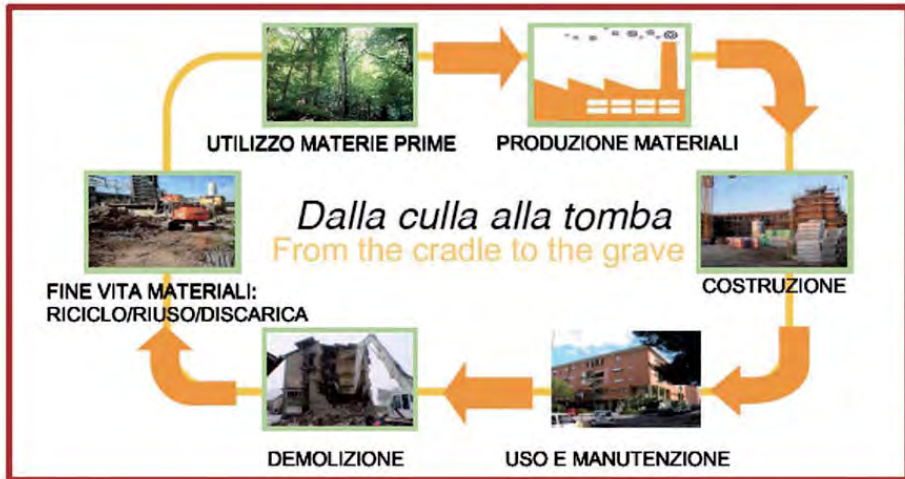 UTILIZZO MATERIE PRIME
PRODUZIONE MATERIALI
Dalla culla alla tomba
From the cradle to the grave
COSTRUZIONE
FINE VITA MATERIALI:
RICICLO/RIUSO/DISCARICA
DEMOLIZIONE
USO E MANUTENZIONE